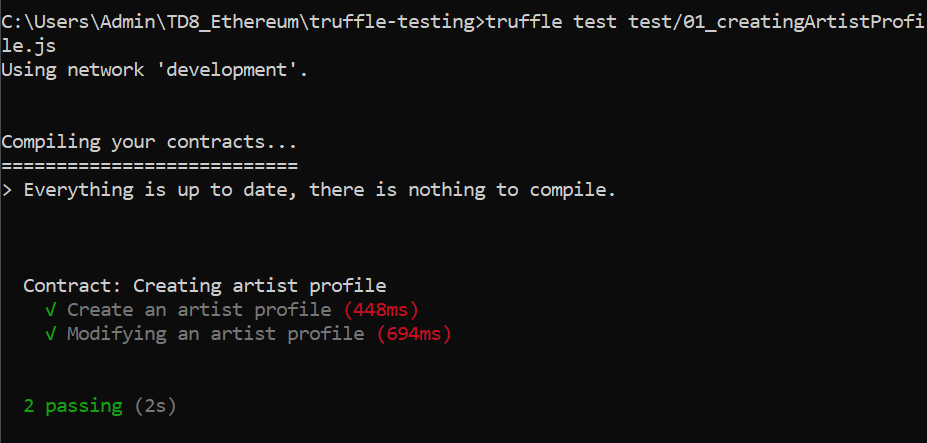 C:\Users\Admin\TD8_Ethereum\truffle-testing>truffle test test/01_creatingArtistProfi
le.js
Using network 'development'.
Compiling your contracts...
===========================
> Everything is up to date, there is nothing to compile.
Contract: Creating artist profile
√ Create an artist profile (448ms)
√ Modifying an artist profile (694ms)
2 passing (2s)